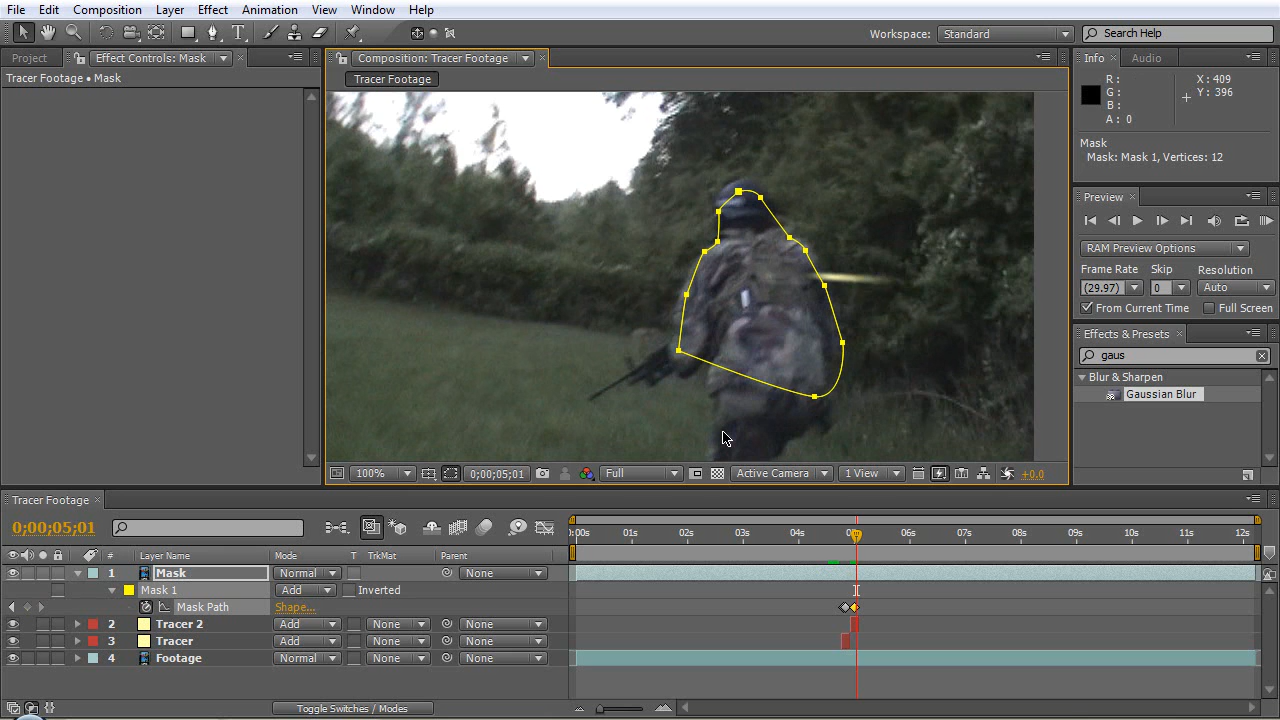 File Edit Composition Layer Effect Animation View Window Help
Workspace: Standard Search Help
Project Effect Controls: Mask Composition: Tracer Footage Info Audio
Tracer Footage • Mask
Tracer Footage
R: X: 409
G: Y: 396
B:
A: 0
Mask
Mask: Mask 1, Vertices: 12
Preview
RAM Preview Options
Frame Rate Skip Resolution
(29.97) 0 Auto
From Current Time Full Screen
Effects & Presets
gaus
Blur & Sharpen
Gaussian Blur
100% 0;00;05;01 Full Active Camera 1 View +0.0
Tracer Footage
0;00;05;01
:00s 01s 02s 03s 04s 06s 07s 08s 09s 10s 11s 12s
# Layer Name Mode T TrkMat Parent
1 Mask Normal None
Mask 1 Add Inverted
Mask Path Shape...
2 Tracer 2 Add None None
3 Tracer Add None None
4 Footage Normal None None
Toggle Switches / Modes